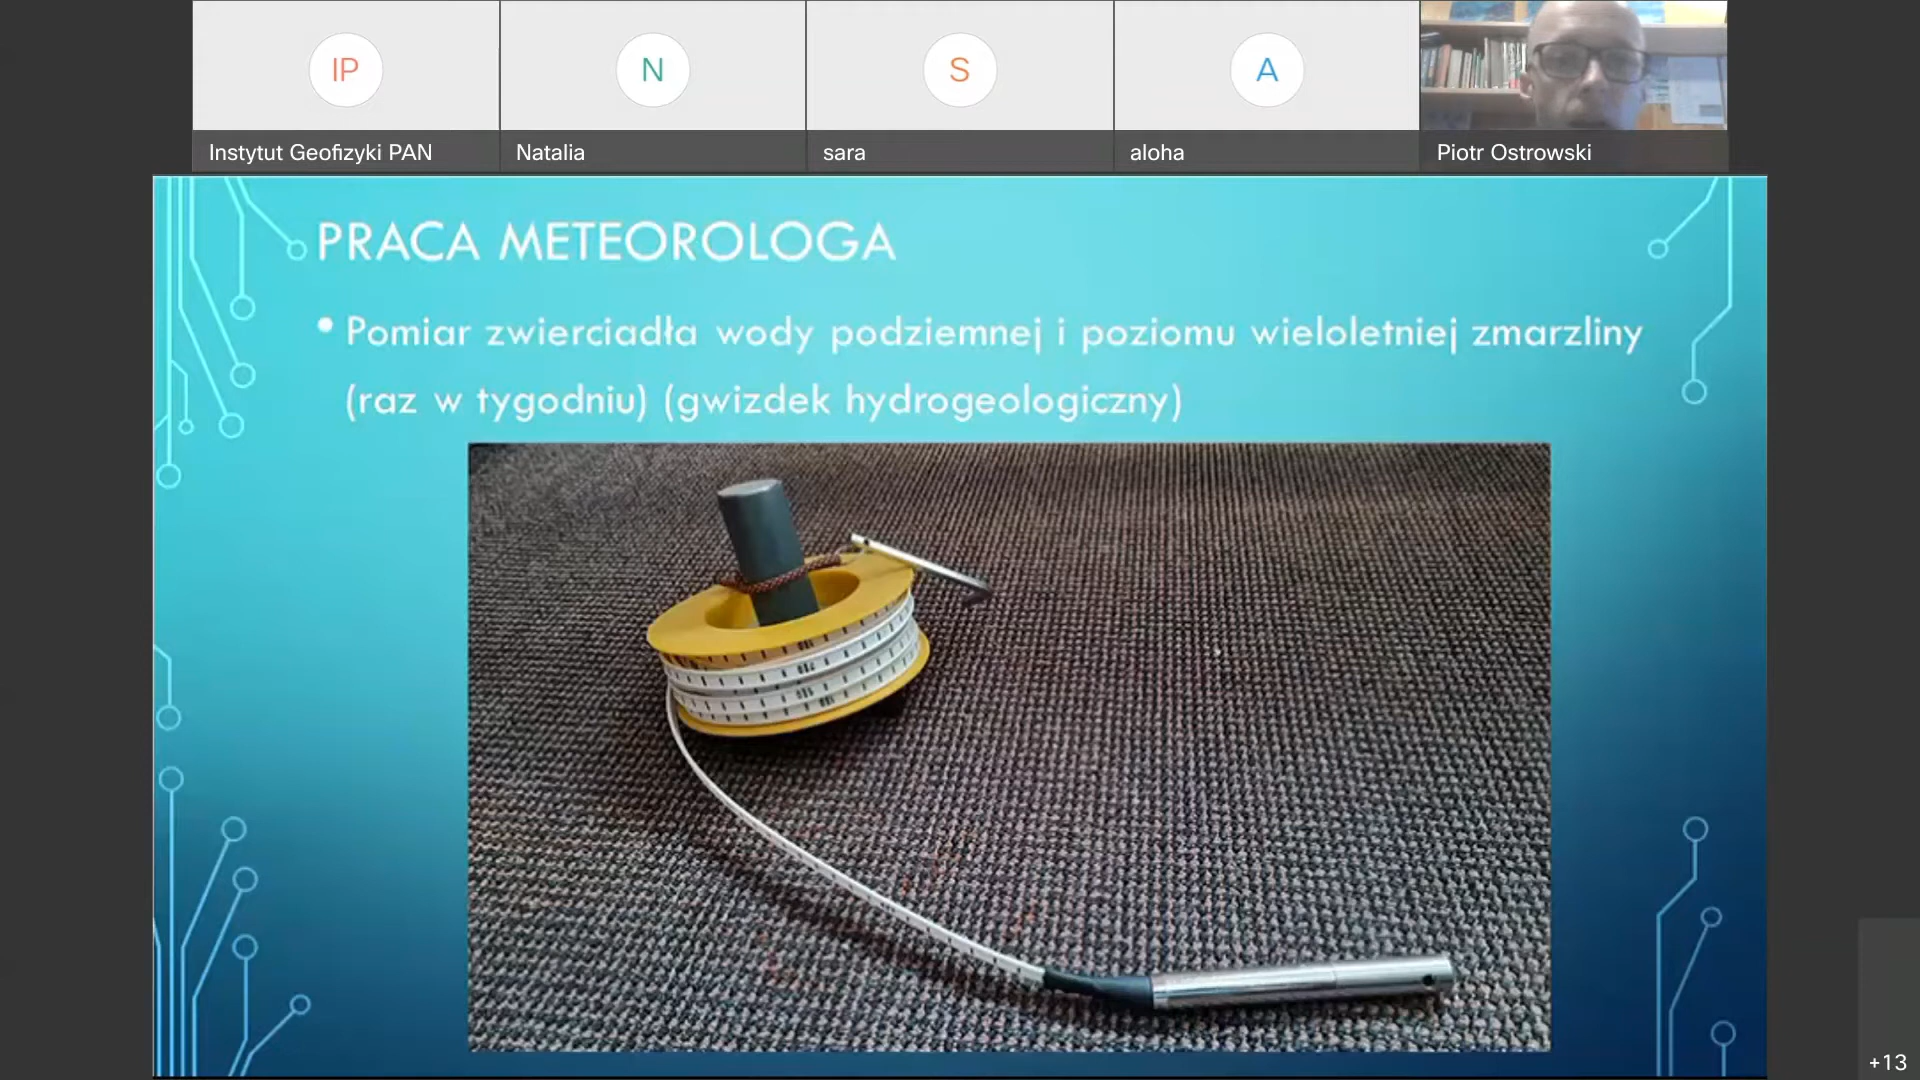 IP
N
S
A
Instytut Geofizyki PAN
Natalia
sara
aloha
Piotr Ostrowski
PRACA METEOROLOGA
• Pomiar zwierciadła wody podziemnej i poziomu wieloletniej zmarzliny
(raz w tygodniu) (gwizdek hydrogeologiczny)
+13